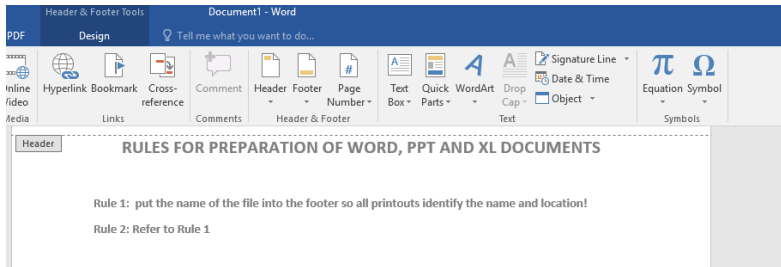 Header & Footer Tools Document1 - Word
PDF Design Tell me what you want to do...
Online Video Hyperlink Bookmark Cross-reference Comment Header Footer Page Number Text Box Quick Parts WordArt Drop Cap Signature Line Date & Time Object Equation Symbol
Media Links Comments Header & Footer Text Symbols
Header
RULES FOR PREPARATION OF WORD, PPT AND XL DOCUMENTS
Rule 1: put the name of the file into the footer so all printouts identify the name and location!
Rule 2: Refer to Rule 1